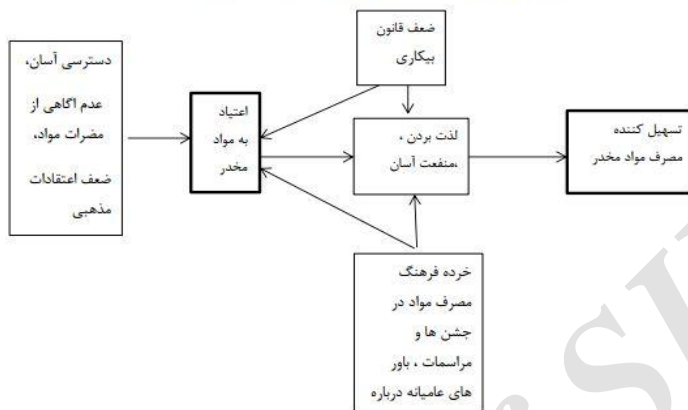 ضعف قانون
بیکاری
دسترسی آسان،
عدم اگاهی از
مضرات مواد،
ضعف اعتقادات
مذهبی
اعتیاد
به مواد
مخدر
لذت بردن ،
،منفعت آسان
تسهیل کننده
مصرف مواد مخدر
خرده فرهنگ
مصرف مواد در
جشن ها و
مراسمات ، باور
های عامیانه درباره